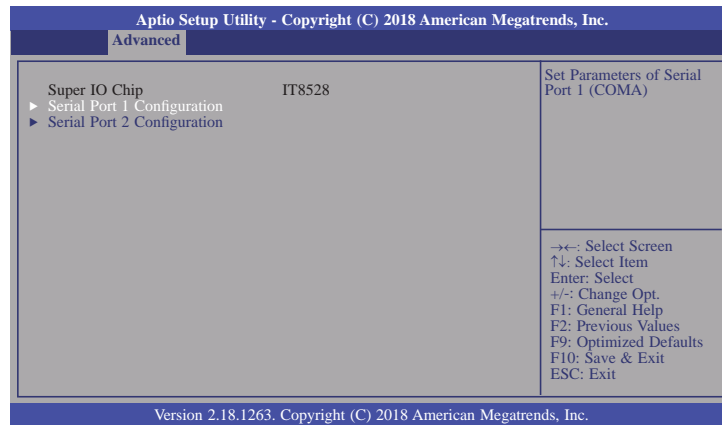 Aptio Setup Utility - Copyright (C) 2018 American Megatrends, Inc.
Advanced
Super IO Chip IT8528
► Serial Port 1 Configuration
► Serial Port 2 Configuration
Set Parameters of Serial
Port 1 (COMA)
→←: Select Screen
↑↓: Select Item
Enter: Select
+/-: Change Opt.
F1: General Help
F2: Previous Values
F9: Optimized Defaults
F10: Save & Exit
ESC: Exit
Version 2.18.1263. Copyright (C) 2018 American Megatrends, Inc.